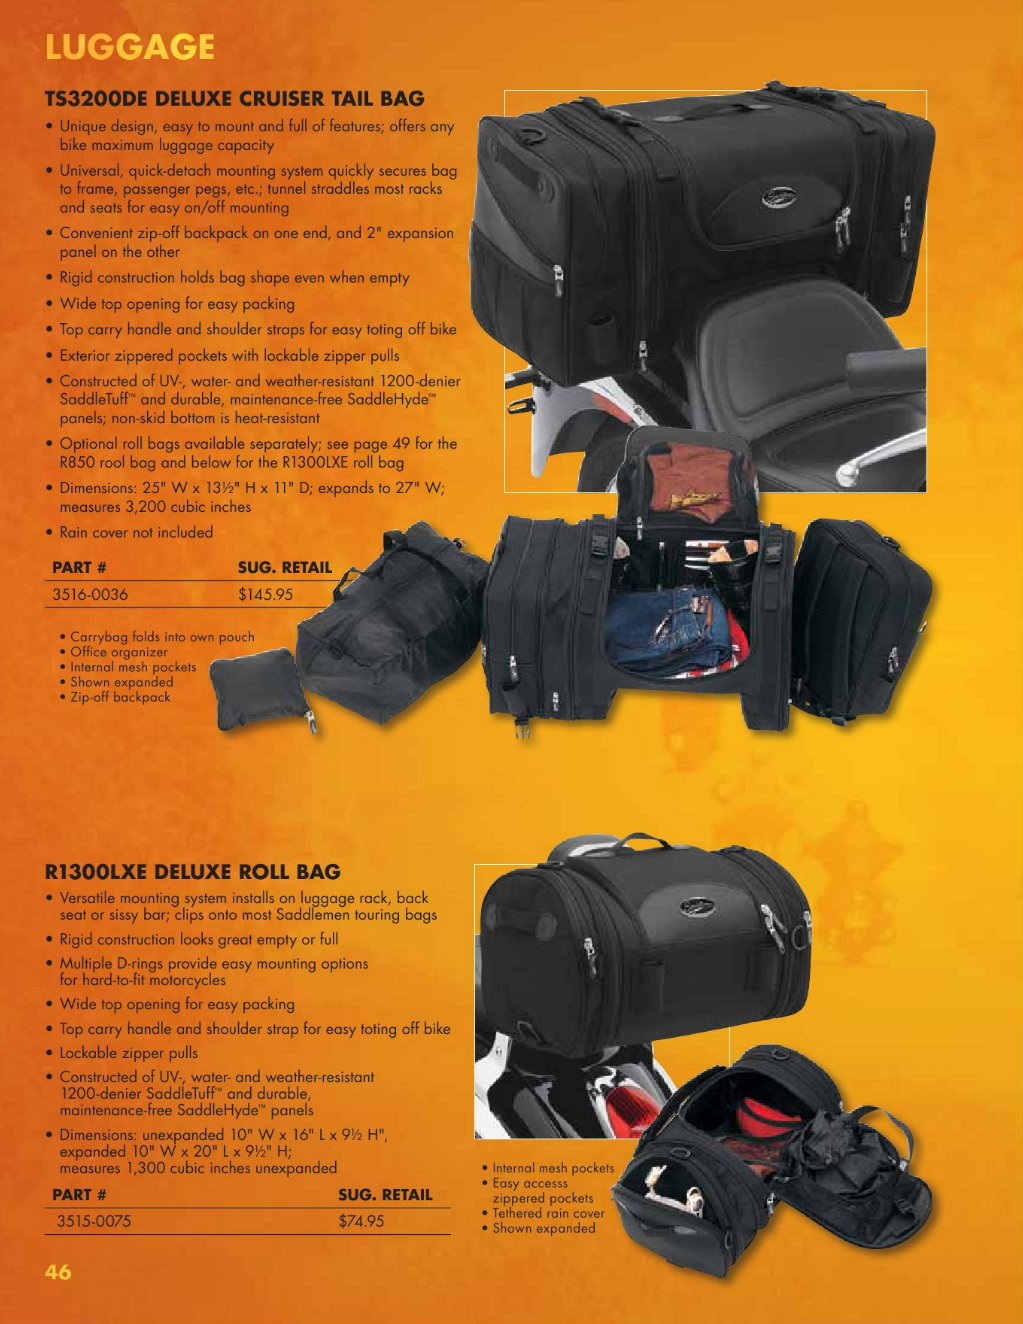 LUGGAGE
TS3200DE DELUXE CRUISER TAIL BAG
• Unique design, easy to mount and full of features; offers any
bike maximum luggage capacity
• Universal, quick-detach mounting system quickly secures bag
to frame, passenger pegs, etc.; tunnel straddles most racks
and seats for easy on/off mounting
• Convenient zip-off backpack on one end, and 2" expansion
panel on the other
• Rigid construction holds bag shape even when empty
• Wide top opening for easy packing
• Top carry handle and shoulder straps for easy toting off bike
• Exterior zippered pockets with lockable zipper pulls
• Constructed of UV-, water- and weather-resistant 1200-denier
SaddleTuff™ and durable, maintenance-free SaddleHyde™
panels; non-skid bottom is heat-resistant
• Optional roll bags available separately; see page 49 for the
R850 rool bag and below for the R1300LXE roll bag
• Dimensions: 25" W x 13½" H x 11" D; expands to 27" W;
measures 3,200 cubic inches
• Rain cover not included
PART # SUG. RETAIL
3516-0036 $145.95
• Carrybag folds into own pouch
• Office organizer
• Internal mesh pockets
• Shown expanded
• Zip-off backpack
R1300LXE DELUXE ROLL BAG
• Versatile mounting system installs on luggage rack, back
seat or sissy bar; clips onto most Saddlemen touring bags
• Rigid construction looks great empty or full
• Multiple D-rings provide easy mounting options
for hard-to-fit motorcycles
• Wide top opening for easy packing
• Top carry handle and shoulder strap for easy toting off bike
• Lockable zipper pulls
• Constructed of UV-, water- and weather-resistant
1200-denier SaddleTuff™ and durable,
maintenance-free SaddleHyde™ panels
• Dimensions: unexpanded 10" W x 16" L x 9½ H",
expanded 10" W x 20" L x 9½" H;
measures 1,300 cubic inches unexpanded
PART # SUG. RETAIL
3515-0075 $74.95
• Internal mesh pockets
• Easy accesss
zippered pockets
• Tethered rain cover
• Shown expanded
46